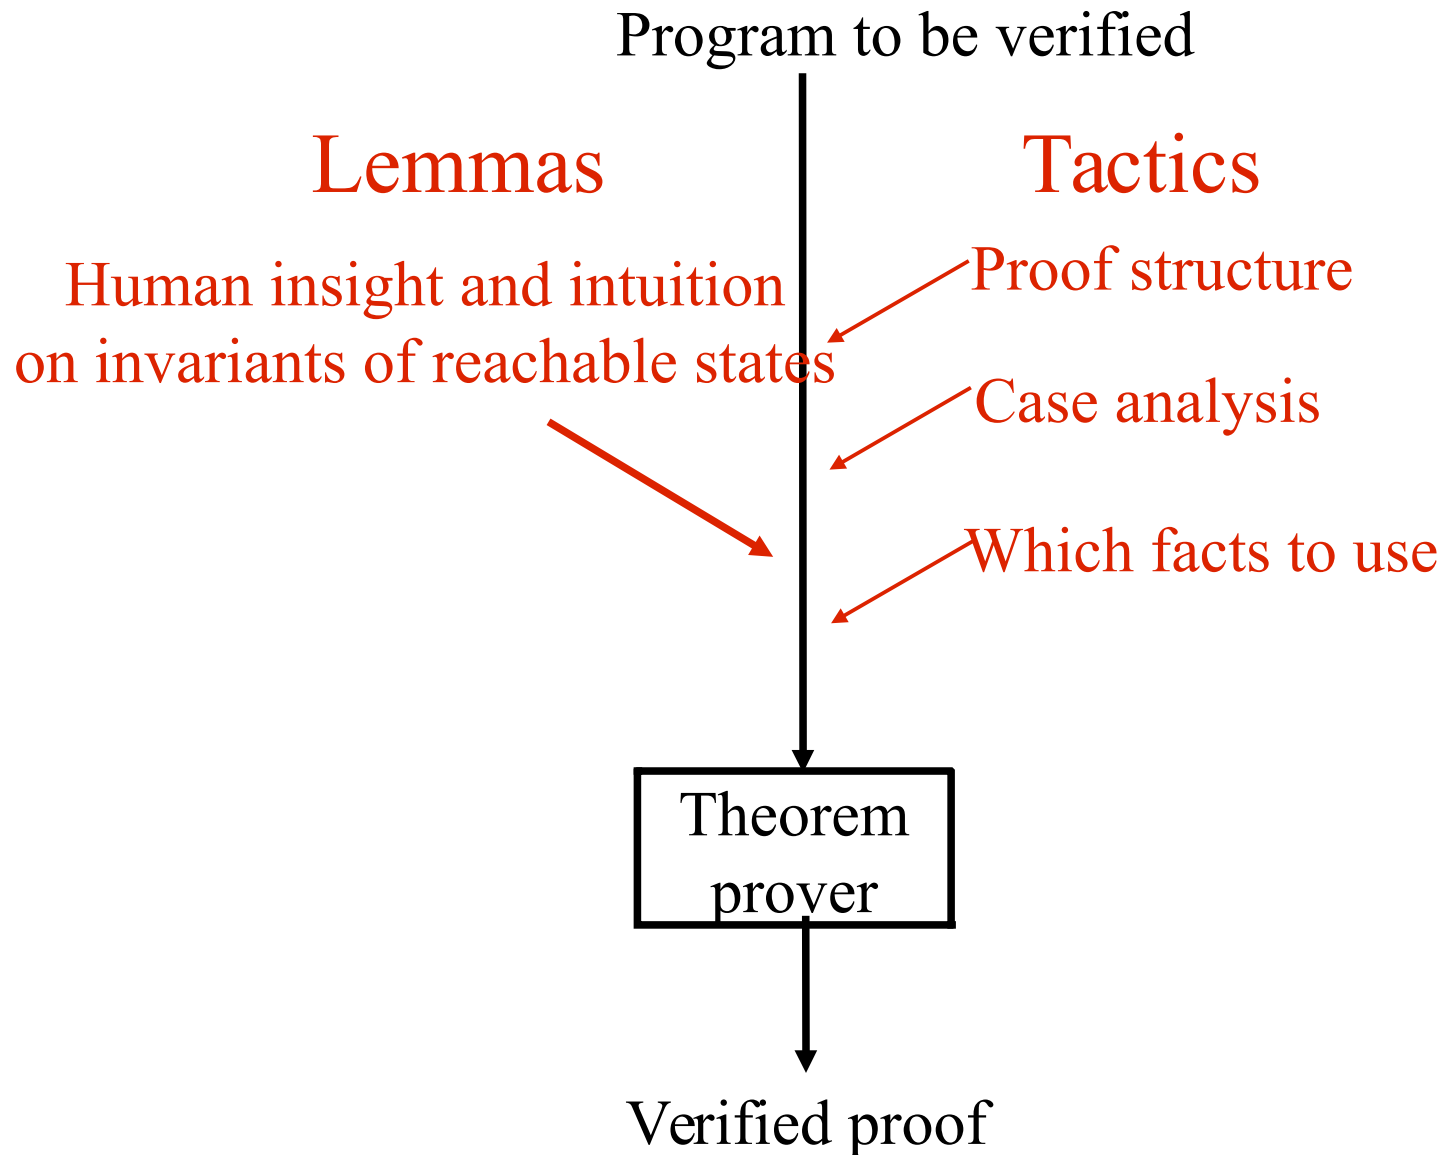 Program to be verified
Lemmas
Tactics
Human insight and intuition
on invariants of reachable states
Proof structure
Case analysis
Which facts to use
Theorem
prover
Verified proof